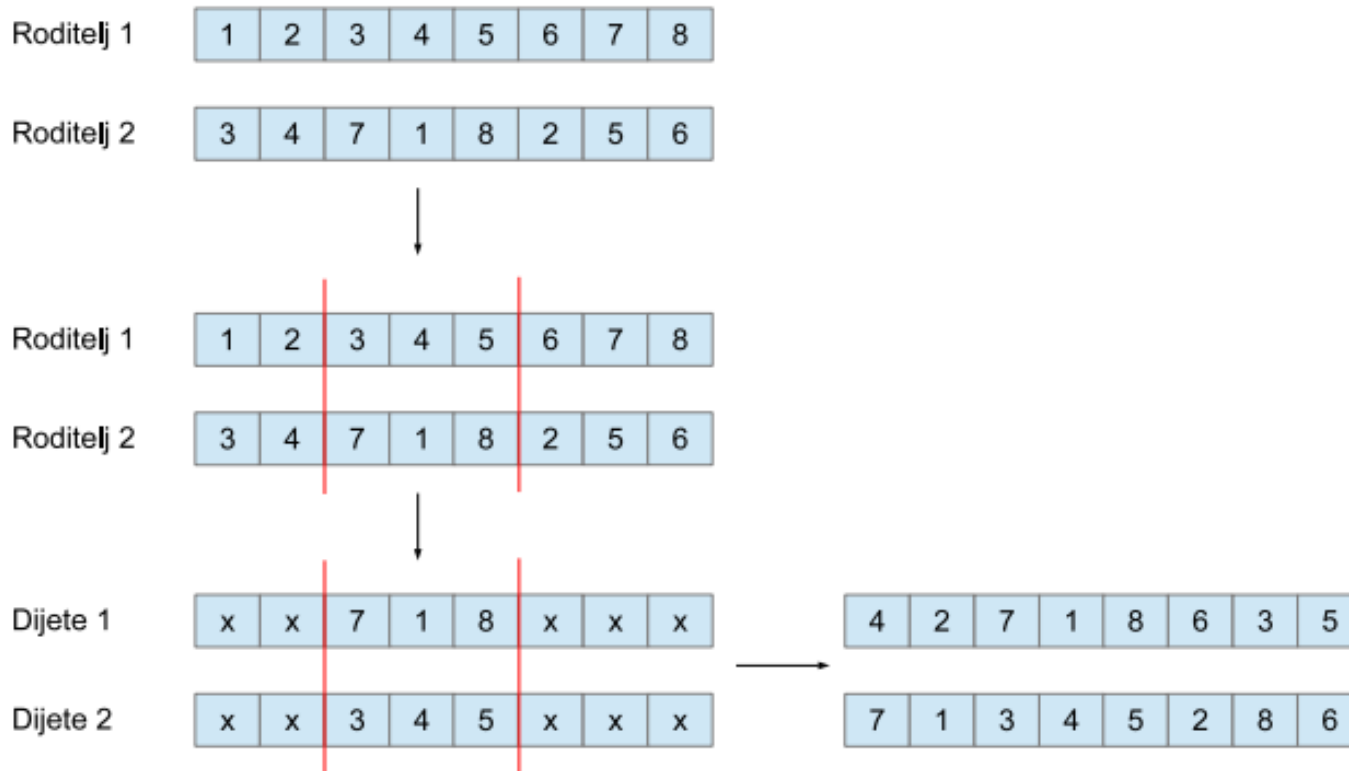 Roditelj 1 1 2 3 4 5 6 7 8
Roditelj 2 3 4 7 1 8 2 5 6
Roditelj 1 1 2 3 4 5 6 7 8
Roditelj 2 3 4 7 1 8 2 5 6
Dijete 1 x x 7 1 8 x x x 4 2 7 1 8 6 3 5
Dijete 2 x x 3 4 5 x x x 7 1 3 4 5 2 8 6